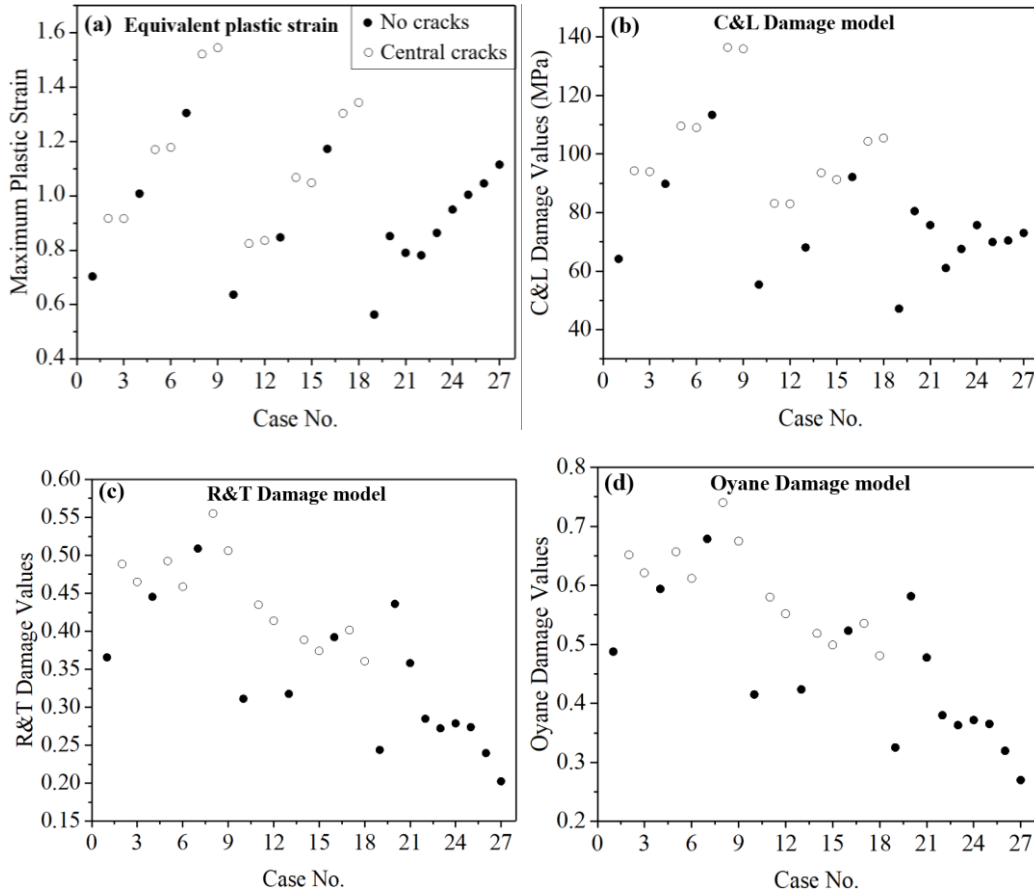 (a) Equivalent plastic strain
No cracks
Central cracks
Maximum Plastic Strain
1.6
1.4
1.2
1.0
0.8
0.6
0.4
0 3 6 9 12 15 18 21 24 27
Case No.
(b) C&L Damage model
C&L Damage Values (MPa)
140
120
100
80
60
40
0 3 6 9 12 15 18 21 24 27
Case No.
(c) R&T Damage model
R&T Damage Values
0.60
0.55
0.50
0.45
0.40
0.35
0.30
0.25
0.20
0.15
0 3 6 9 12 15 18 21 24 27
Case No.
(d) Oyane Damage model
Oyane Damage Values
0.8
0.7
0.6
0.5
0.4
0.3
0.2
0 3 6 9 12 15 18 21 24 27
Case No.